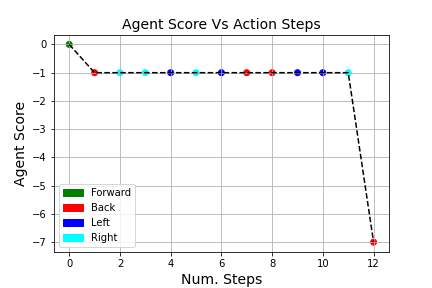 Agent Score Vs Action Steps
Agent Score
0
−1
−2
−3
−4
−5
−6
−7
Forward
Back
Left
Right
0 2 4 6 8 10 12
Num. Steps